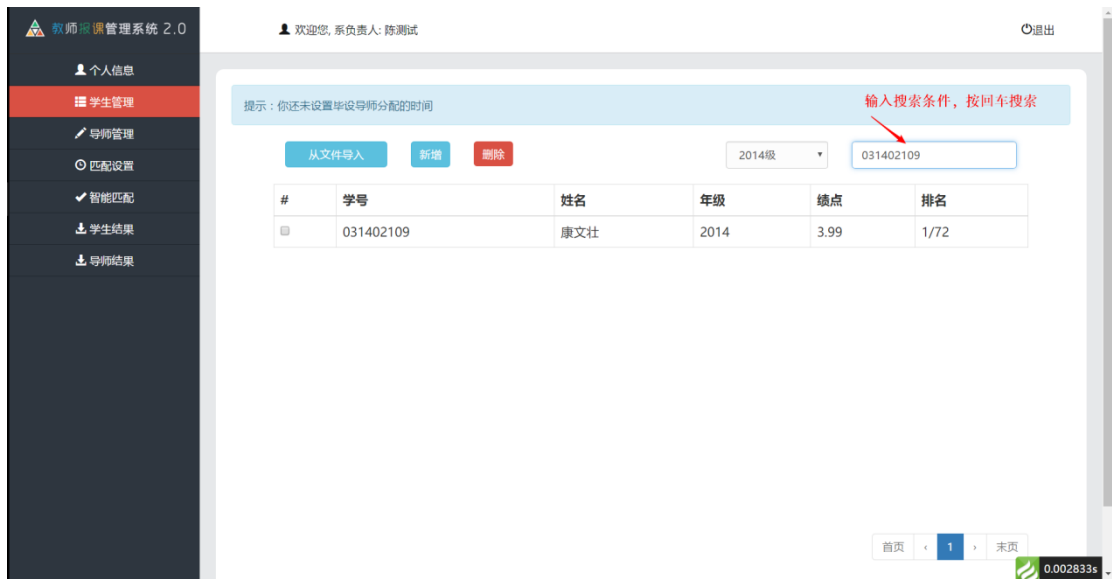 教师报课管理系统 2.0
欢迎您, 系负责人: 陈测试
退出
个人信息
学生管理
导师管理
匹配设置
智能匹配
学生结果
导师结果
提示：你还未设置毕设导师分配的时间
输入搜索条件，按回车搜索
从文件导入 新增 删除 2014级 031402109
# 学号 姓名 年级 绩点 排名
031402109 康文壮 2014 3.99 1/72
首页 ‹ 1 › 末页
0.002833s